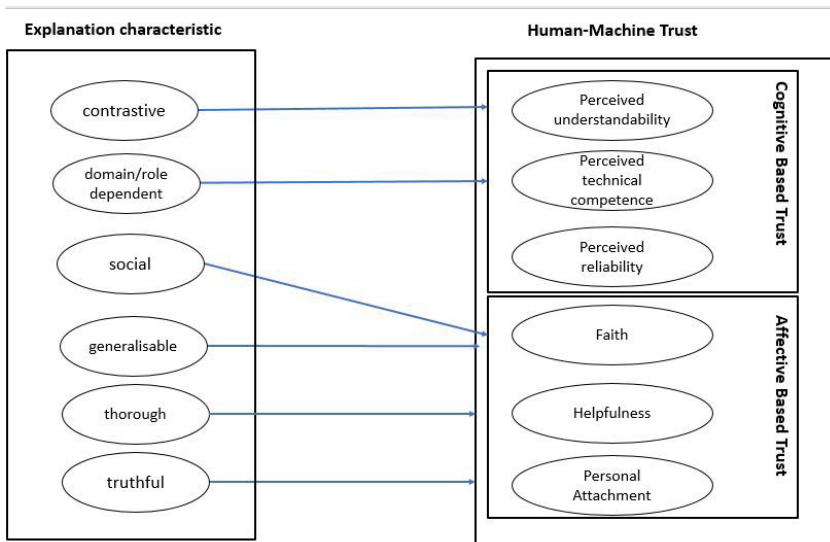 Explanation characteristic
contrastive
domain/role
dependent
social
generalisable
thorough
truthful
Human-Machine Trust
Perceived
understandability
Perceived
technical
competence
Perceived
reliability
Cognitive Based Trust
Faith
Helpfulness
Personal
Attachment
Affective Based Trust